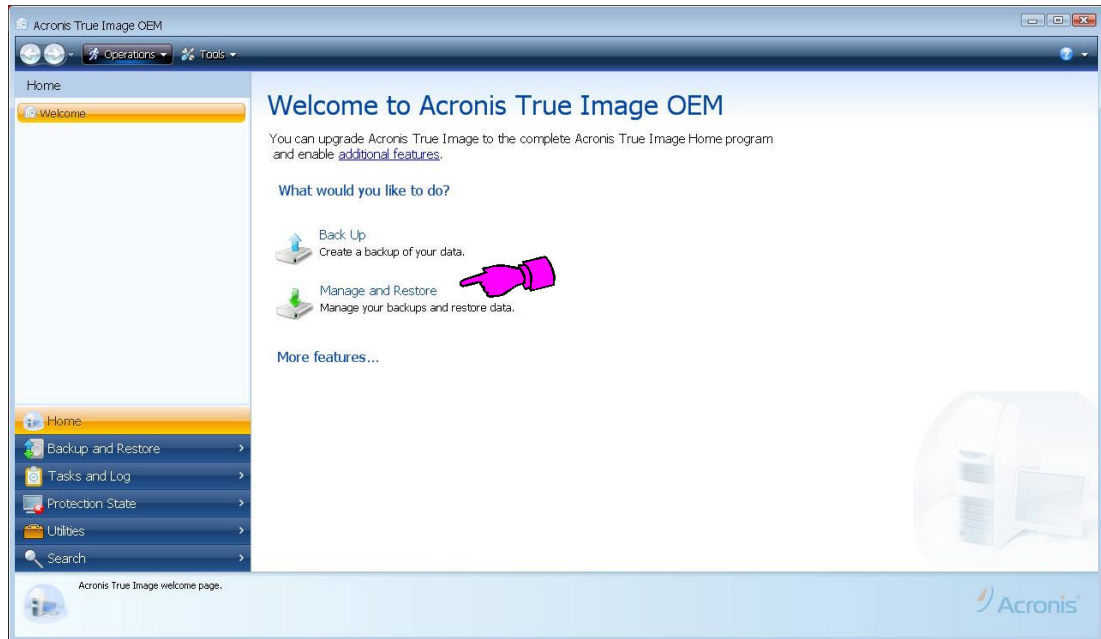 Acronis True Image OEM
Operations
Tools
Home
Welcome
Welcome to Acronis True Image OEM
You can upgrade Acronis True Image to the complete Acronis True Image Home program
and enable additional features.
What would you like to do?
Back Up
Create a backup of your data.
Manage and Restore
Manage your backups and restore data.
More features...
Home
Backup and Restore
Tasks and Log
Protection State
Utilities
Search
Acronis True Image welcome page.
Acronis